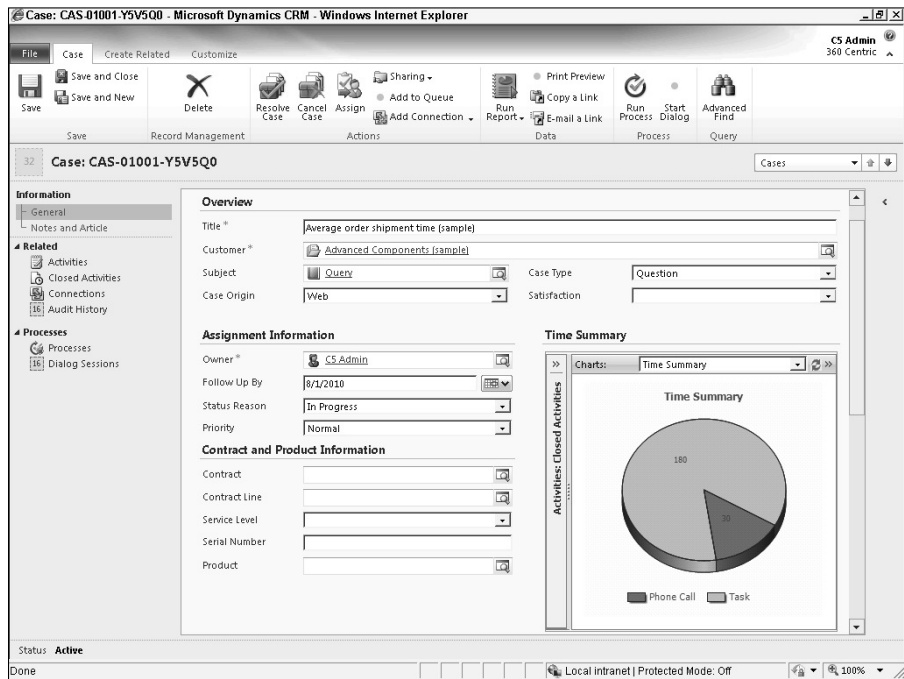 Case: CAS-01001-Y5V5Q0 - Microsoft Dynamics CRM - Windows Internet Explorer
File Case Create Related Customize
C5 Admin
360 Centric
Save
Save and Close
Save and New
Save
Delete
Record Management
Resolve Case
Cancel Case
Assign
Sharing
Add to Queue
Add Connection
Actions
Run Report
Print Preview
Copy a Link
E-mail a Link
Data
Run Process
Start Dialog
Process
Advanced Find
Query
32 Case: CAS-01001-Y5V5Q0
Cases
Information
General
Notes and Article
Related
Activities
Closed Activities
Connections
16 Audit History
Processes
Processes
16 Dialog Sessions
Overview
Title * Average order shipment time (sample)
Customer * Advanced Components (sample)
Subject Query Case Type Question
Case Origin Web Satisfaction
Assignment Information
Owner * C5 Admin
Follow Up By 8/1/2010
Status Reason In Progress
Priority Normal
Contract and Product Information
Contract
Contract Line
Service Level
Serial Number
Product
Time Summary
» Charts: Time Summary »
Activities: Closed Activities
Time Summary
180
30
Phone Call Task
Status Active
Done Local intranet | Protected Mode: Off 100%